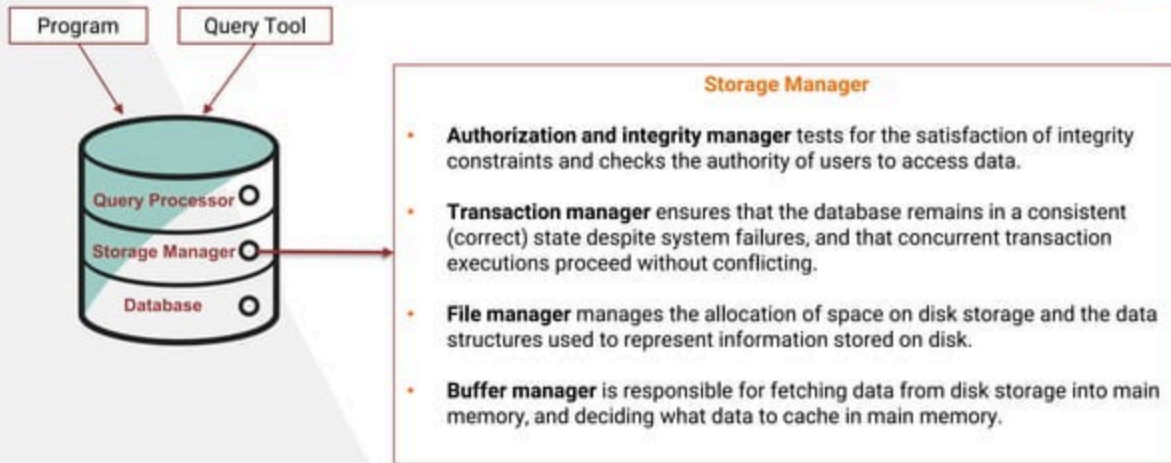 Program
Query Tool
Query Processor
Storage Manager
Database
Storage Manager
• Authorization and integrity manager tests for the satisfaction of integrity
constraints and checks the authority of users to access data.
• Transaction manager ensures that the database remains in a consistent
(correct) state despite system failures, and that concurrent transaction
executions proceed without conflicting.
• File manager manages the allocation of space on disk storage and the data
structures used to represent information stored on disk.
• Buffer manager is responsible for fetching data from disk storage into main
memory, and deciding what data to cache in main memory.